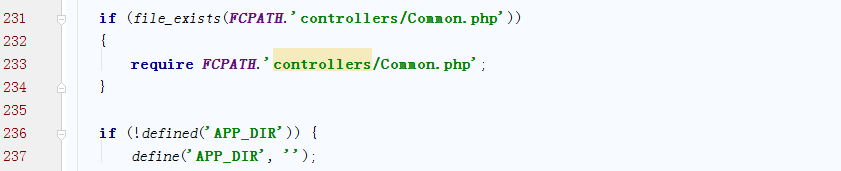 231 if (file_exists(FCPATH.'controllers/Common.php'))
232 {
233 require FCPATH.'controllers/Common.php';
234 }
235
236 if (!defined('APP_DIR')) {
237 define('APP_DIR', '');